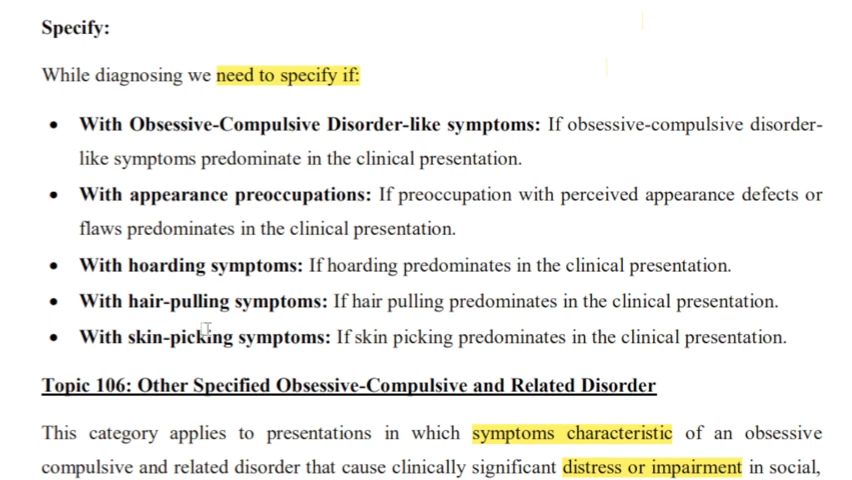 Specify:
While diagnosing we need to specify if:
• With Obsessive-Compulsive Disorder-like symptoms: If obsessive-compulsive disorder-
like symptoms predominate in the clinical presentation.
• With appearance preoccupations: If preoccupation with perceived appearance defects or
flaws predominates in the clinical presentation.
• With hoarding symptoms: If hoarding predominates in the clinical presentation.
• With hair-pulling symptoms: If hair pulling predominates in the clinical presentation.
• With skin-picking symptoms: If skin picking predominates in the clinical presentation.
Topic 106: Other Specified Obsessive-Compulsive and Related Disorder
This category applies to presentations in which symptoms characteristic of an obsessive
compulsive and related disorder that cause clinically significant distress or impairment in social,